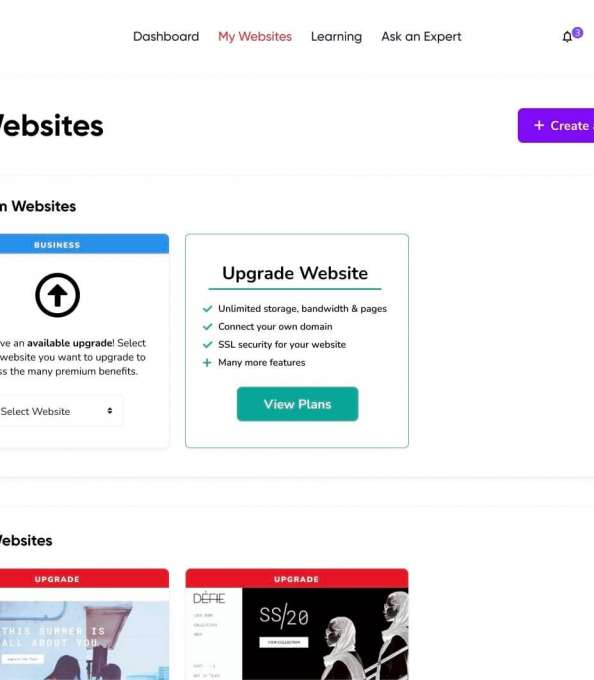 Dashboard My Websites Learning Ask an Expert 3
Websites
+ Create
m Websites
BUSINESS
ve an available upgrade! Select
website you want to upgrade to
ss the many premium benefits.
Select Website
Upgrade Website
Unlimited storage, bandwidth & pages
Connect your own domain
SSL security for your website
Many more features
View Plans
Websites
UPGRADE
THIS SUMMER IS
ALL ABOUT YOU
UPGRADE
DÉFIE
SS/20
VIEW COLLECTION